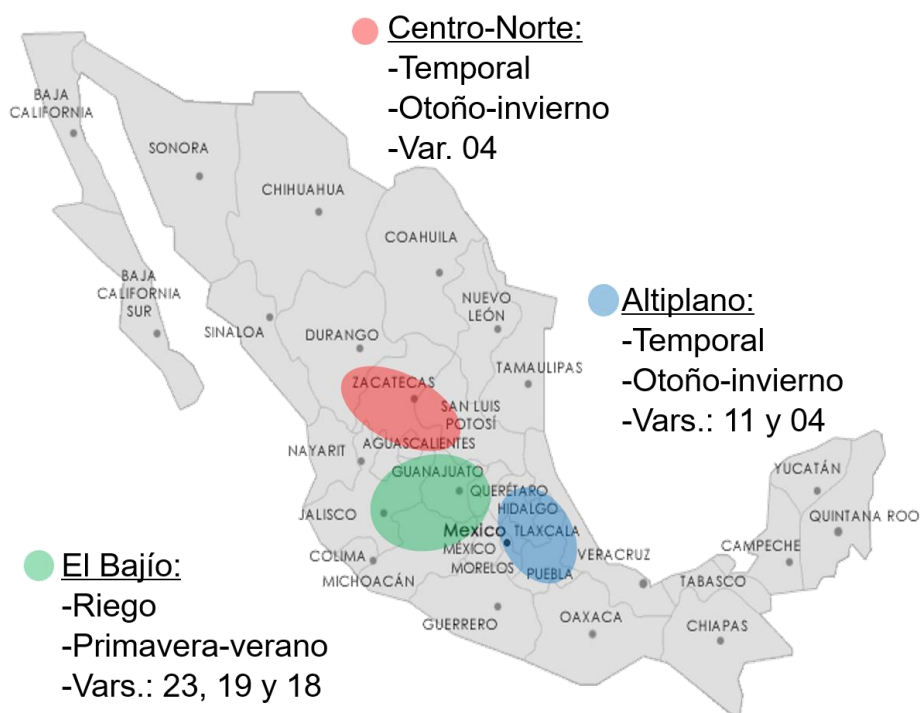 Centro-Norte:
-Temporal
-Otoño-invierno
-Var. 04
BAJA
CALIFORNIA
SONORA
CHIHUAHUA
COAHUILA
BAJA
CALIFORNIA
SUR
SINALOA
DURANGO
NUEVO
LEÓN
Altiplano:
-Temporal
-Otoño-invierno
-Vars.: 11 y 04
TAMAULIPAS
ZACATECAS
SAN LUIS
POTOSÍ
NAYARIT
AGUASCALIENTES
GUANAJUATO
QUERÉTARO
HIDALGO
JALISCO
Mexico
TLAXCALA
MÉXICO
COLIMA
MORELOS
PUEBLA
VERACRUZ
MICHOACÁN
GUERRERO
OAXACA
YUCATÁN
QUINTANA ROO
CAMPECHE
TABASCO
CHIAPAS
El Bajío:
-Riego
-Primavera-verano
-Vars.: 23, 19 y 18